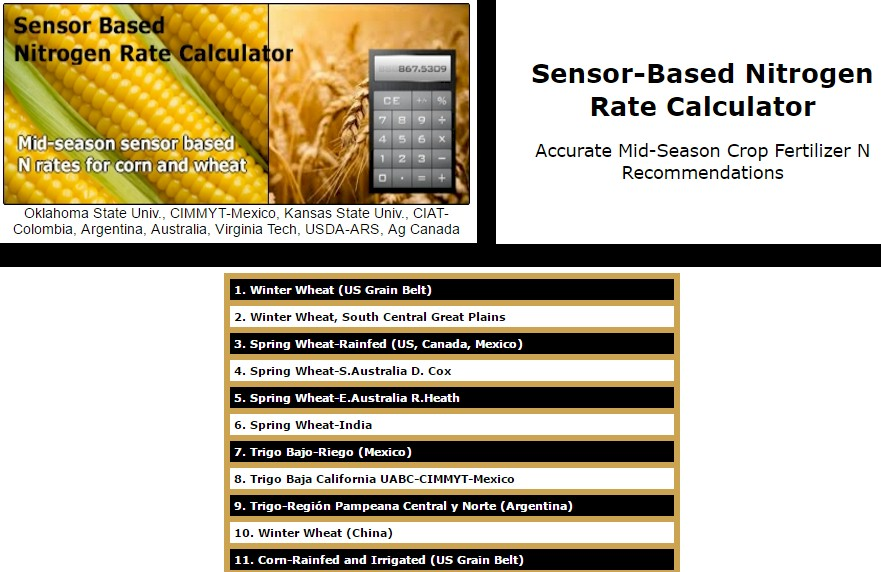 Sensor Based
Nitrogen Rate Calculator
867.5309
CE +/- %
7 8 9 ÷
4 5 6 ×
1 2 3 −
0 . = +
Mid-season sensor based
N rates for corn and wheat
Oklahoma State Univ., CIMMYT-Mexico, Kansas State Univ., CIAT-
Colombia, Argentina, Australia, Virginia Tech, USDA-ARS, Ag Canada
Sensor-Based Nitrogen
Rate Calculator
Accurate Mid-Season Crop Fertilizer N
Recommendations
1. Winter Wheat (US Grain Belt)
2. Winter Wheat, South Central Great Plains
3. Spring Wheat-Rainfed (US, Canada, Mexico)
4. Spring Wheat-S.Australia D. Cox
5. Spring Wheat-E.Australia R.Heath
6. Spring Wheat-India
7. Trigo Bajo-Riego (Mexico)
8. Trigo Baja California UABC-CIMMYT-Mexico
9. Trigo-Región Pampeana Central y Norte (Argentina)
10. Winter Wheat (China)
11. Corn-Rainfed and Irrigated (US Grain Belt)